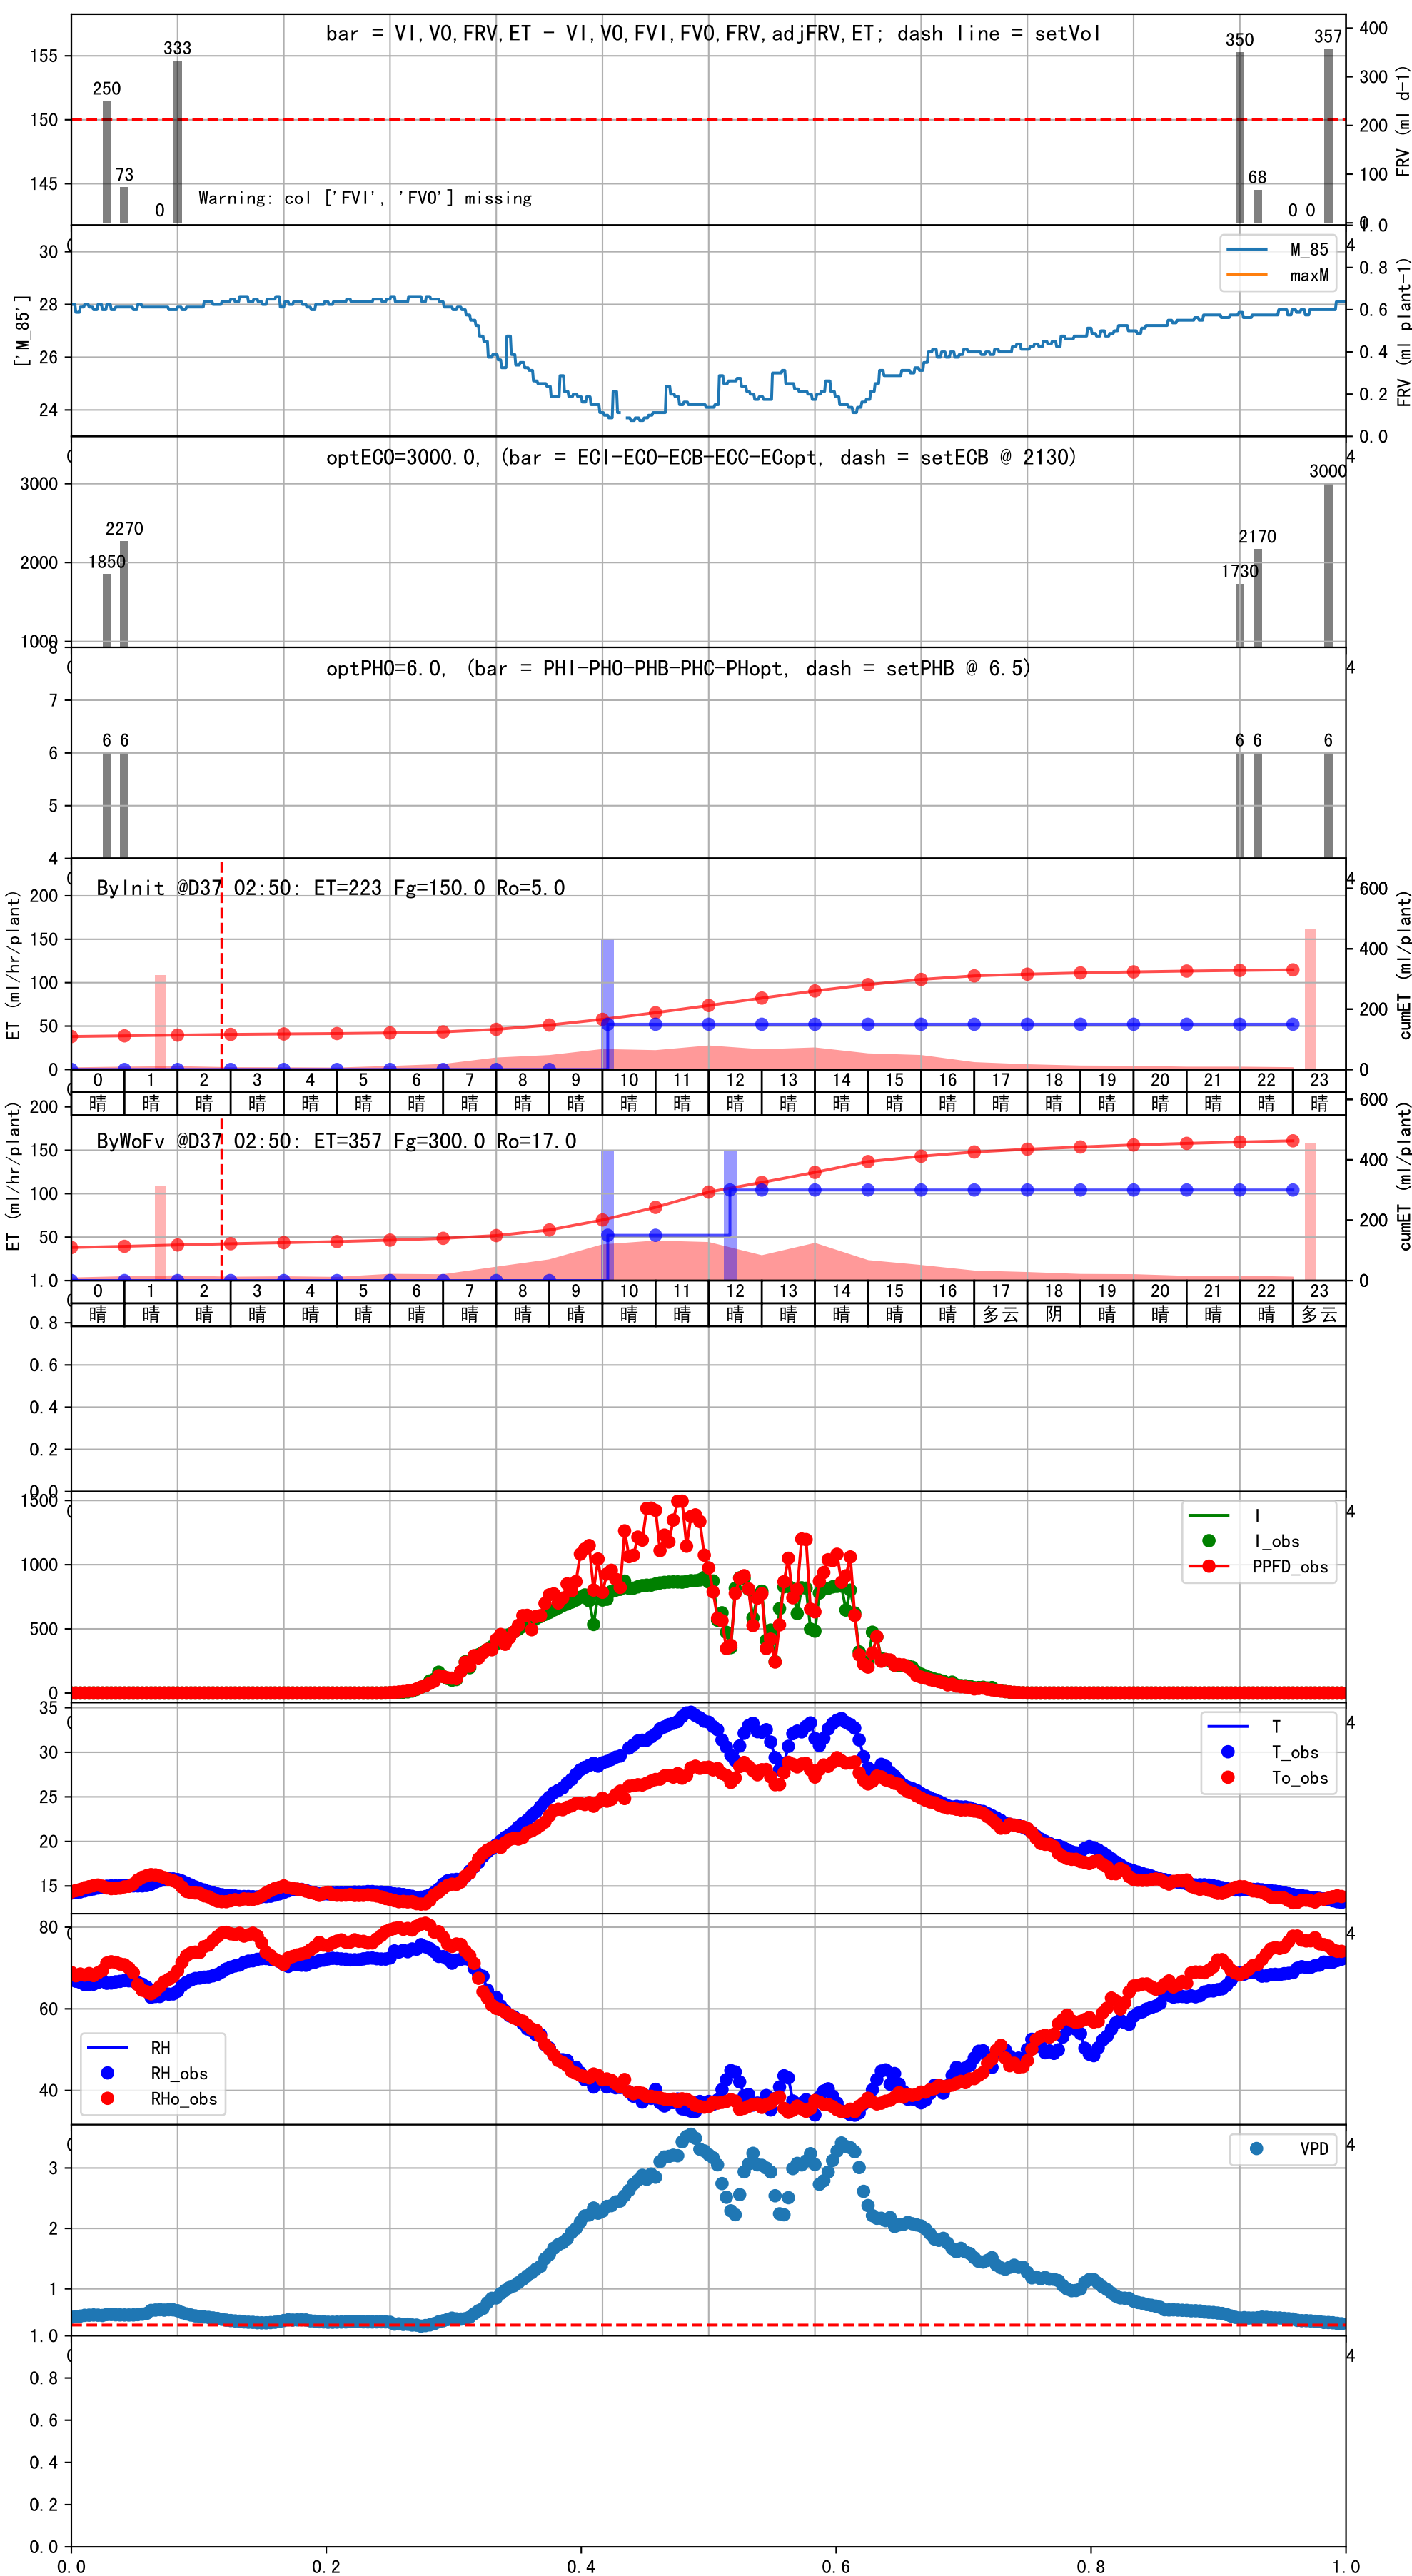 bar = VI,VO,FRV,ET - VI,VO,FVI,FVO,FRV,adjFRV,ET; dash line = setVol
155 150 145
250 73 0 333 350 68 0 0 357
Warning: col ['FVI', 'FVO'] missing
400 300 200 100 0
FRV (ml d-1)
['M_85']
30 28 26 24
M_85
maxM
1.0 0.8 0.6 0.4 0.2 0.0
FRV (ml plant-1)
optECO=3000.0, (bar = ECI-ECO-ECB-ECC-ECopt, dash = setECB @ 2130)
3000 2000 1000
1850 2270 1730 2170 3000
optPHO=6.0, (bar = PHI-PHO-PHB-PHC-PHopt, dash = setPHB @ 6.5)
8 7 6 5 4
6 6 6 6 6
ByInit @D37 02:50: ET=223 Fg=150.0 Ro=5.0
ET (ml/hr/plant)
200 150 100 50 0
600 400 200 0
cumET (ml/plant)
0 1 2 3 4 5 6 7 8 9 10 11 12 13 14 15 16 17 18 19 20 21 22 23
晴 晴 晴 晴 晴 晴 晴 晴 晴 晴 晴 晴 晴 晴 晴 晴 晴 晴 晴 晴 晴 晴 晴 晴
ByWoFv @D37 02:50: ET=357 Fg=300.0 Ro=17.0
ET (ml/hr/plant)
200 150 100 50
600 400 200 0
cumET (ml/plant)
0 1 2 3 4 5 6 7 8 9 10 11 12 13 14 15 16 17 18 19 20 21 22 23
晴 晴 晴 晴 晴 晴 晴 晴 晴 晴 晴 晴 晴 晴 晴 晴 晴 多云 阴 晴 晴 晴 晴 多云
1.0 0.8 0.6 0.4 0.2 0.0
1500 1000 500 0
I
I_obs
PPFD_obs
35 30 25 20 15
T
T_obs
To_obs
80 60 40
RH
RH_obs
RHo_obs
3 2 1
VPD
1.0 0.8 0.6 0.4 0.2 0.0
0.0 0.2 0.4 0.6 0.8 1.0